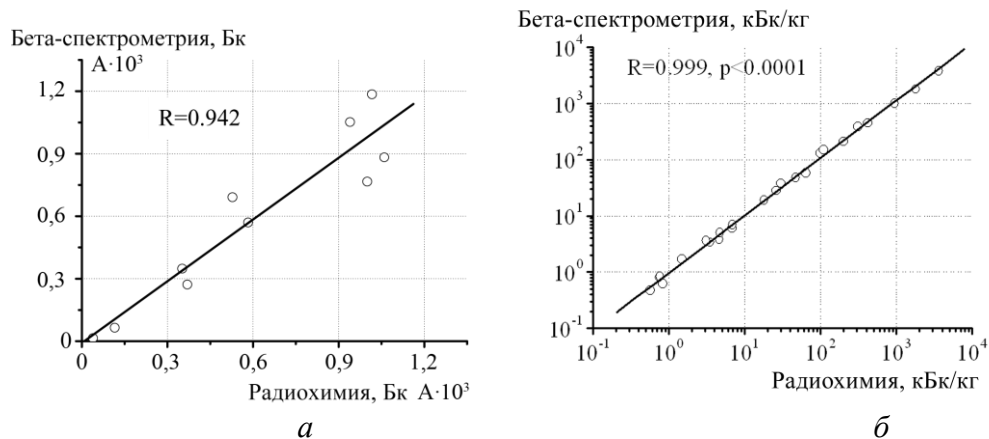 Бета-спектрометрия, Бк
A·10³
1,2
0,9
0,6
0,3
0
R=0.942
0 0,3 0,6 0,9 1,2
Радиохимия, Бк A·10³
а
Бета-спектрометрия, кБк/кг
10⁴
10³
10²
10¹
10⁰
10⁻¹
R=0.999, p<0.0001
10⁻¹ 10⁰ 10¹ 10² 10³ 10⁴
Радиохимия, кБк/кг
б